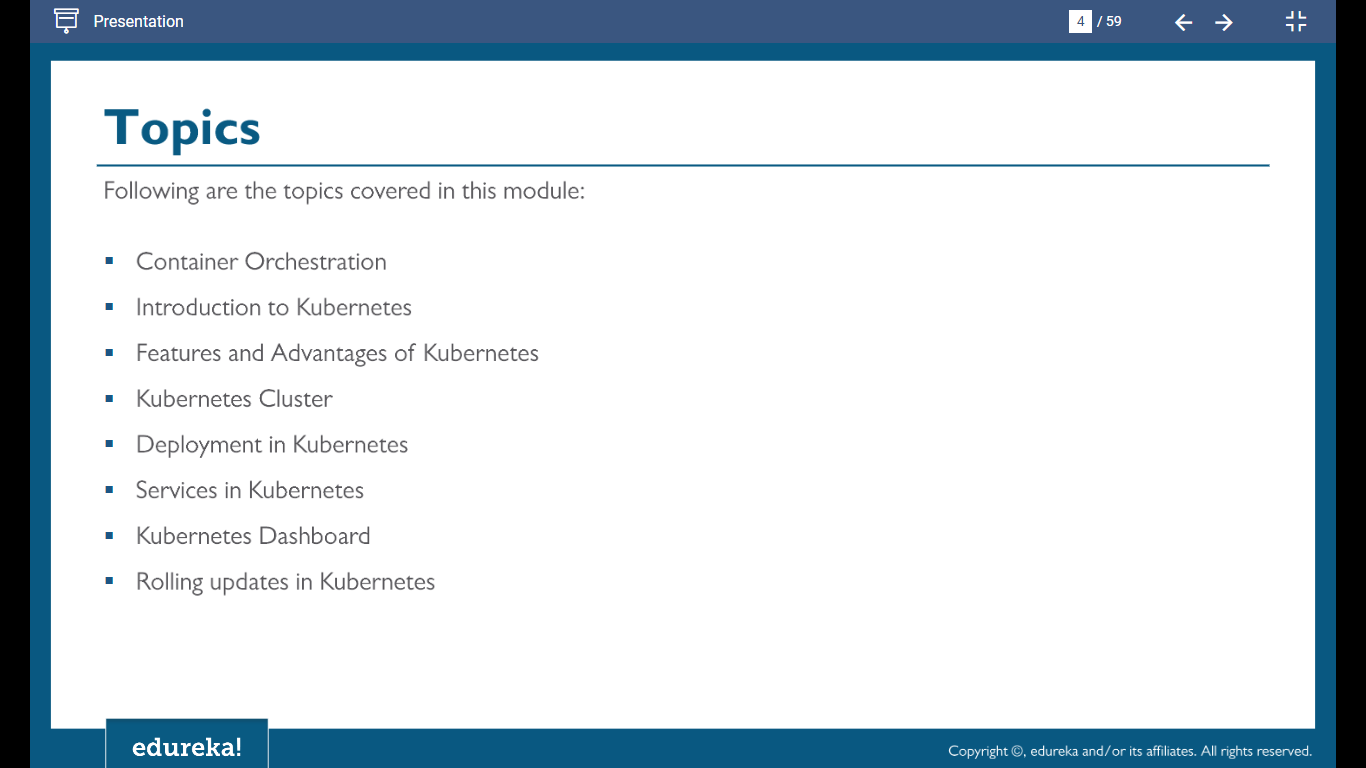 Presentation
4 / 59
Topics
Following are the topics covered in this module:
▪ Container Orchestration
▪ Introduction to Kubernetes
▪ Features and Advantages of Kubernetes
▪ Kubernetes Cluster
▪ Deployment in Kubernetes
▪ Services in Kubernetes
▪ Kubernetes Dashboard
▪ Rolling updates in Kubernetes
edureka!
Copyright ©, edureka and/or its affiliates. All rights reserved.